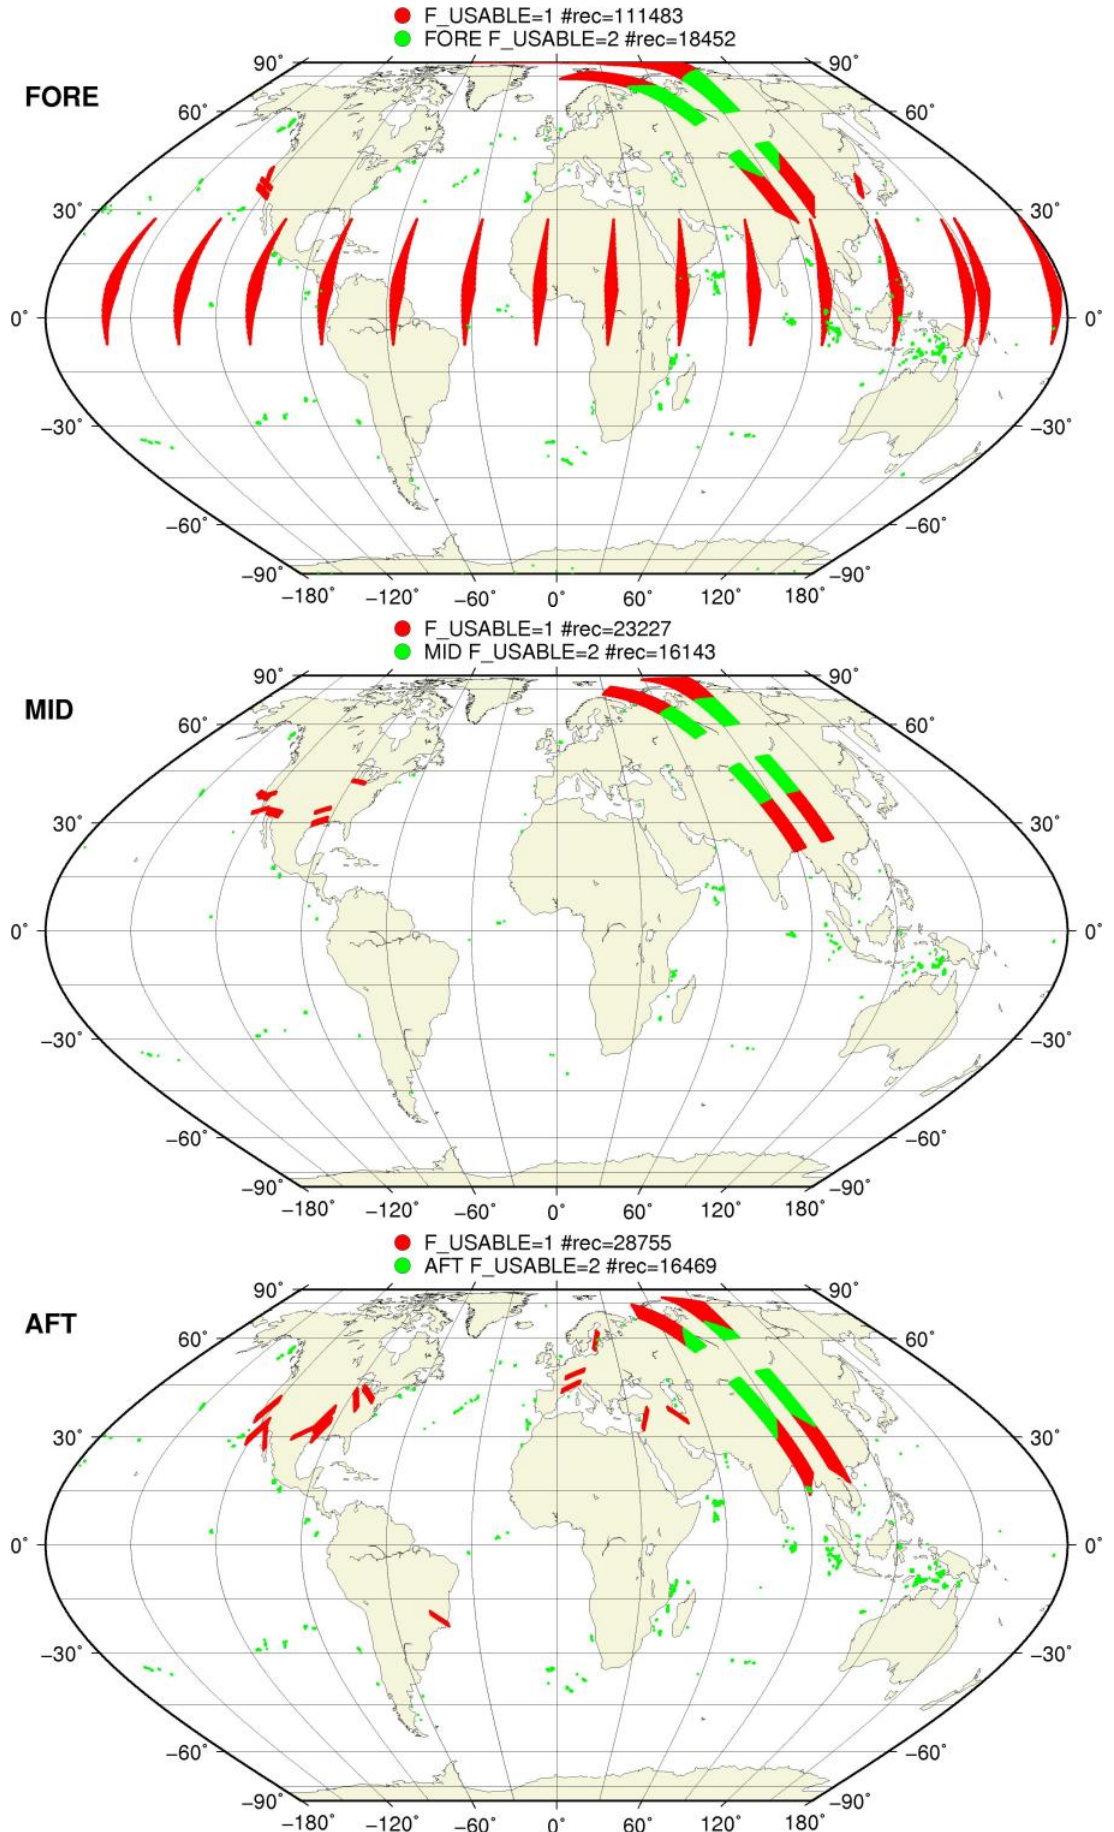 F_USABLE=1 #rec=111483
FORE F_USABLE=2 #rec=18452
FORE
90° 90°
60° 60°
30° 30°
0° 0°
−30° −30°
−60° −60°
−90° −90°
−180° −120° −60° 0° 60° 120° 180°
F_USABLE=1 #rec=23227
MID F_USABLE=2 #rec=16143
MID
90° 90°
60° 60°
30° 30°
0° 0°
−30° −30°
−60° −60°
−90° −90°
−180° −120° −60° 0° 60° 120° 180°
F_USABLE=1 #rec=28755
AFT F_USABLE=2 #rec=16469
AFT
90° 90°
60° 60°
30° 30°
0° 0°
−30° −30°
−60° −60°
−90° −90°
−180° −120° −60° 0° 60° 120° 180°